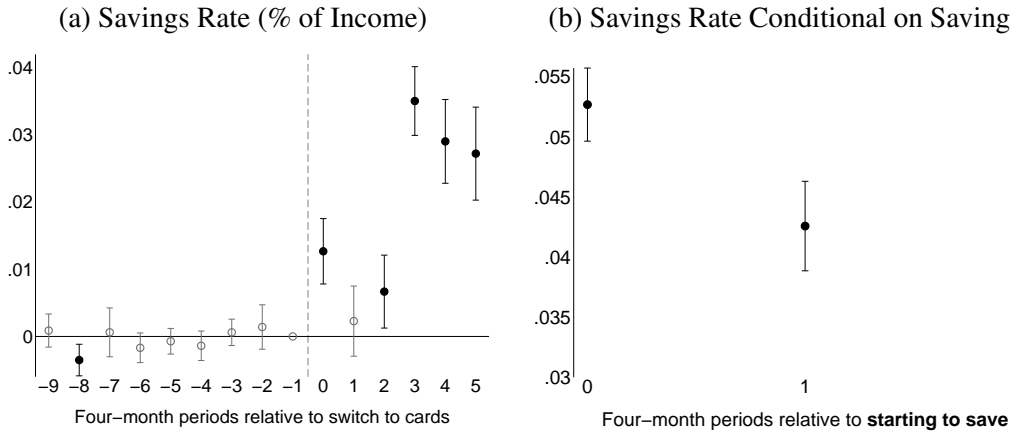 (a) Savings Rate (% of Income)
.04
.03
.02
.01
0
−9 −8 −7 −6 −5 −4 −3 −2 −1 0 1 2 3 4 5
Four−month periods relative to switch to cards
(b) Savings Rate Conditional on Saving
.055
.05
.045
.04
.035
.03
0 1
Four−month periods relative to starting to save